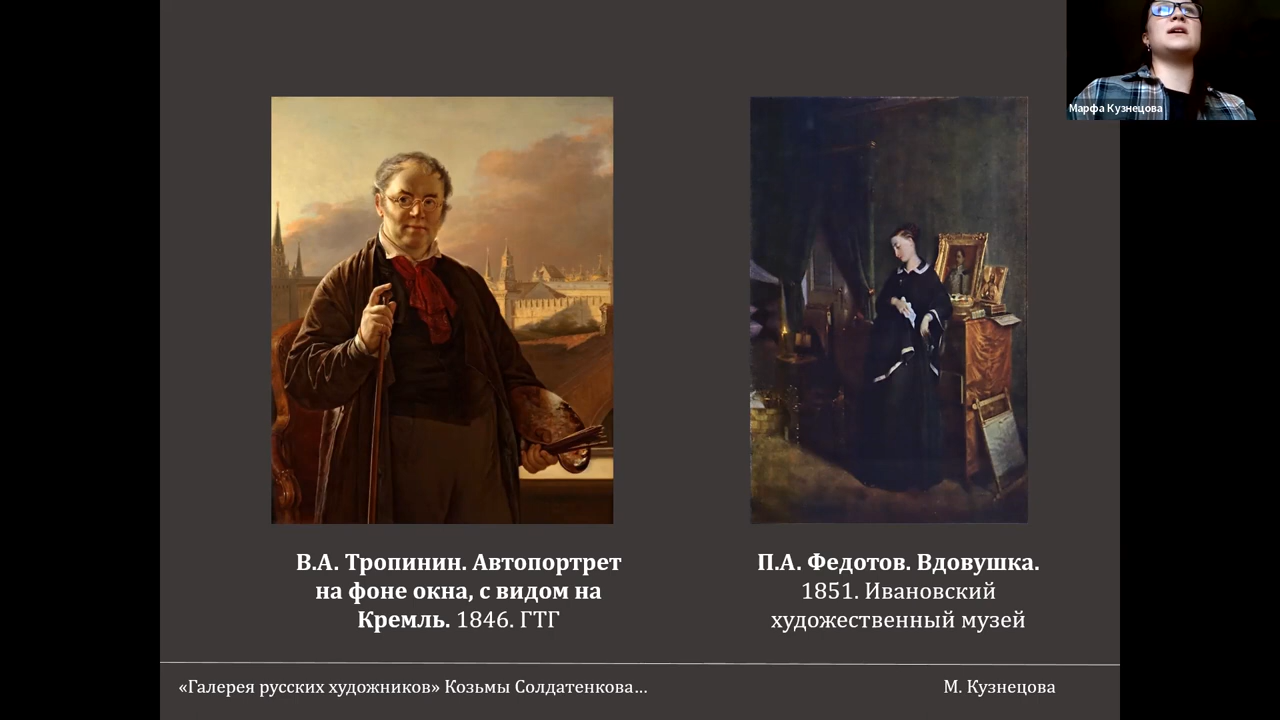 Марфа Кузнецова
В.А. Тропинин. Автопортрет
на фоне окна, с видом на
Кремль. 1846. ГТГ
П.А. Федотов. Вдовушка.
1851. Ивановский
художественный музей
«Галерея русских художников» Козьмы Солдатенкова...
М. Кузнецова